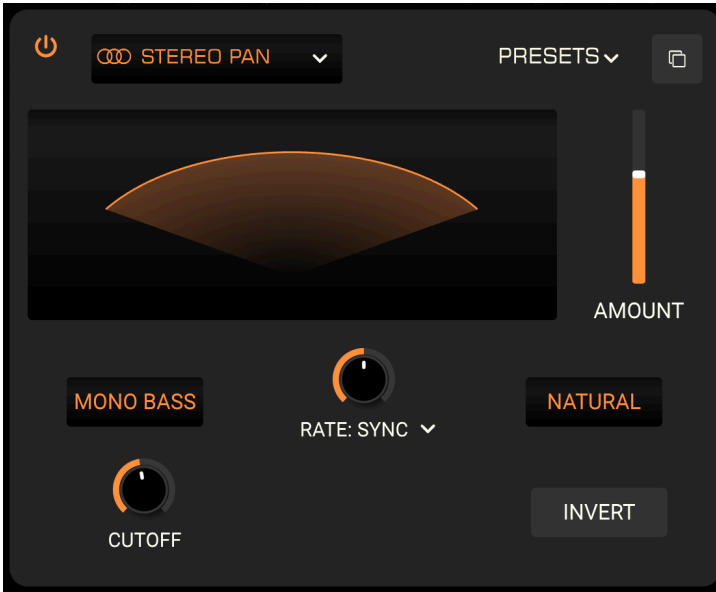 STEREO PAN
PRESETS
AMOUNT
MONO BASS
RATE: SYNC
NATURAL
CUTOFF
INVERT